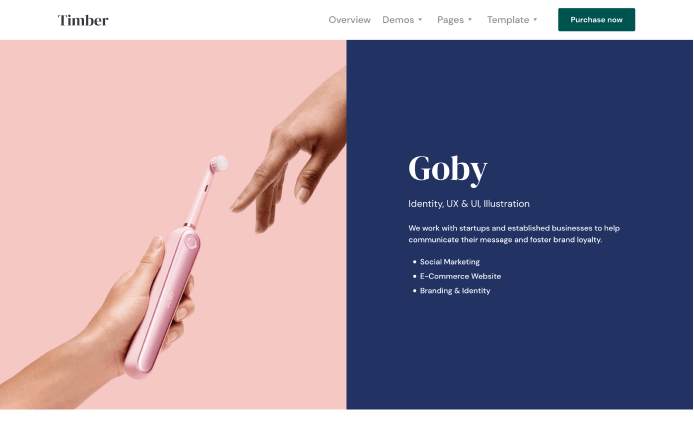 Timber
Overview Demos Pages Template Purchase now
Goby
Identity, UX & UI, Illustration
We work with startups and established businesses to help
communicate their message and foster brand loyalty.
Social Marketing
E-Commerce Website
Branding & Identity